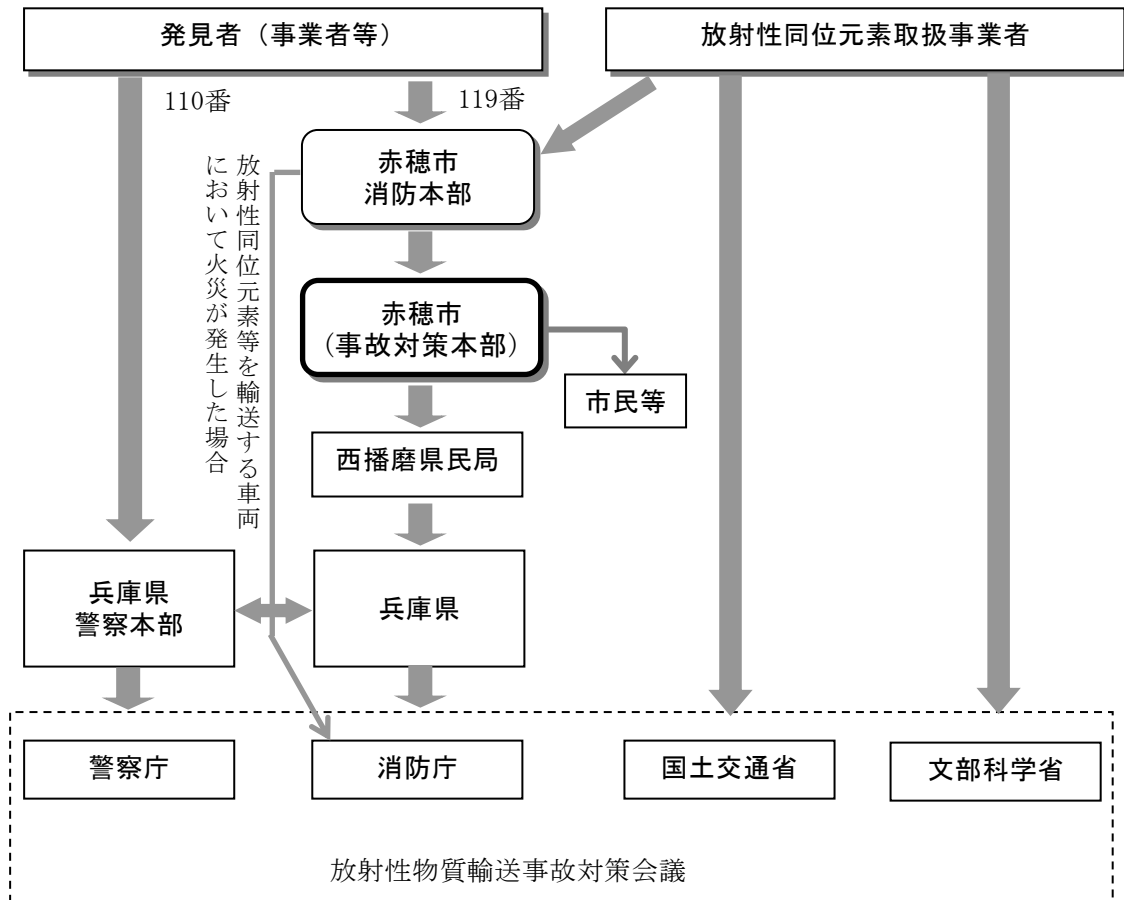 発見者（事業者等）
放射性同位元素取扱事業者
110番
119番
赤穂市
消防本部
放射性同位元素等を輸送する車両
において火災が発生した場合
赤穂市
（事故対策本部）
市民等
西播磨県民局
兵庫県
警察本部
兵庫県
警察庁
消防庁
国土交通省
文部科学省
放射性物質輸送事故対策会議